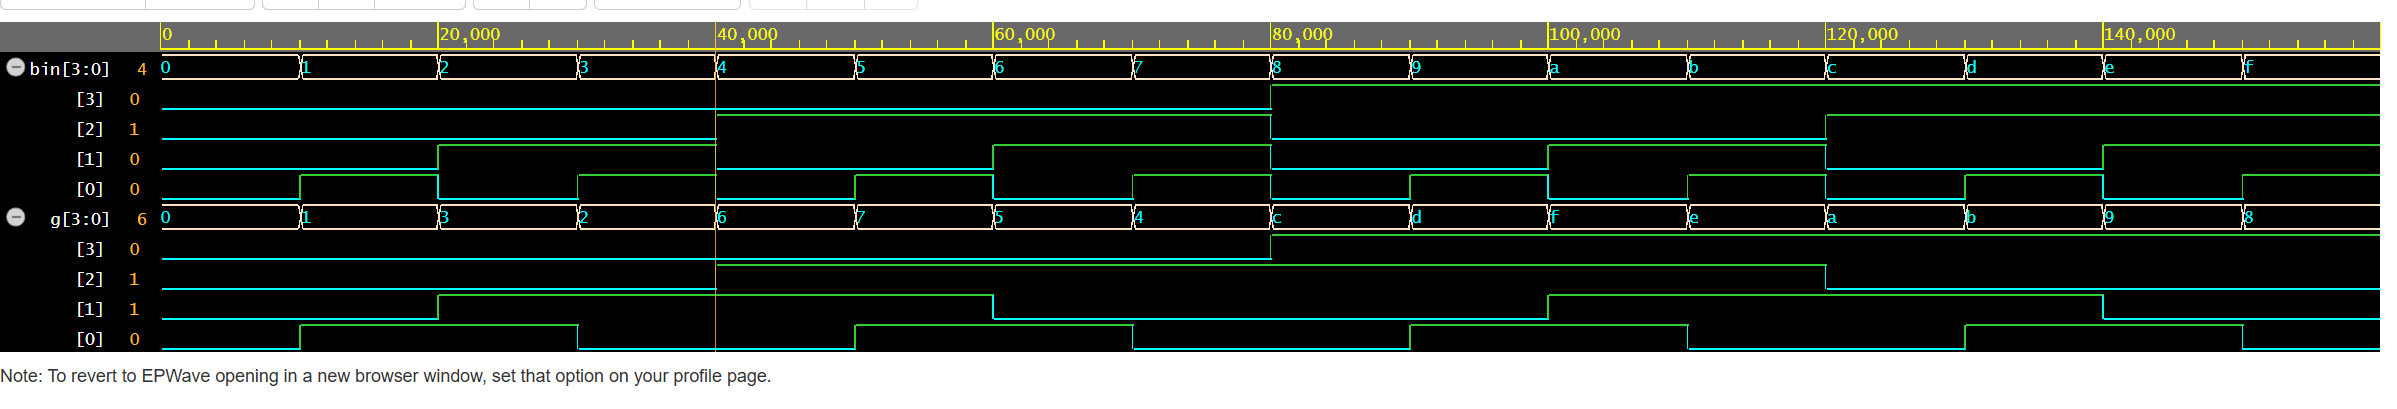 0 20,000 40,000 60,000 80,000 100,000 120,000 140,000
bin[3:0] 4 0 1 2 3 4 5 6 7 8 9 a b c d e f
[3] 0
[2] 1
[1] 0
[0] 0
g[3:0] 6 0 1 3 2 6 7 5 4 c d f e a b 9 8
[3] 0
[2] 1
[1] 1
[0] 0
Note: To revert to EPWave opening in a new browser window, set that option on your profile page.